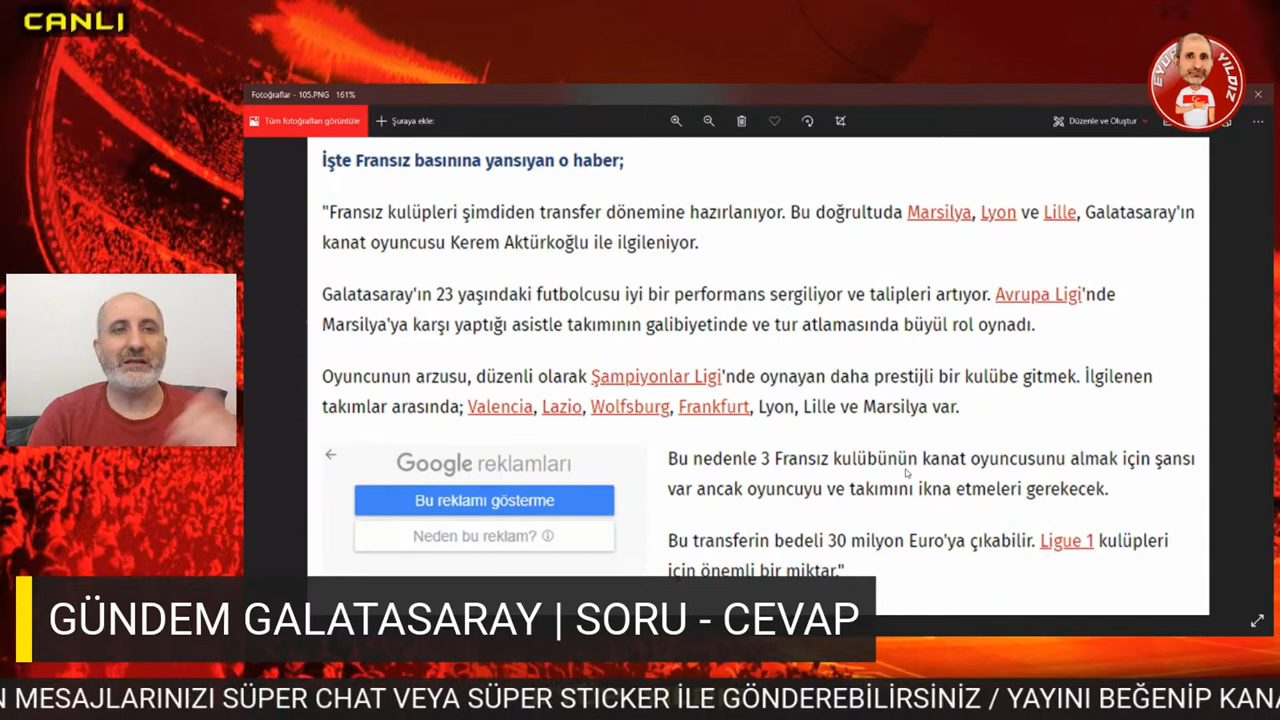 CANLI
EYÜP YILDIZ
Fotoğraflar - 105.PNG 161%
Tüm fotoğrafları görüntüle
Şuraya ekle:
Düzenle ve Oluştur
İşte Fransız basınına yansıyan o haber;
"Fransız kulüpleri şimdiden transfer dönemine hazırlanıyor. Bu doğrultuda Marsilya, Lyon ve Lille, Galatasaray'ın
kanat oyuncusu Kerem Aktürkoğlu ile ilgileniyor.
Galatasaray'ın 23 yaşındaki futbolcusu iyi bir performans sergiliyor ve talipleri artıyor. Avrupa Ligi'nde
Marsilya'ya karşı yaptığı asistle takımının galibiyetinde ve tur atlamasında büyül rol oynadı.
Oyuncunun arzusu, düzenli olarak Şampiyonlar Ligi'nde oynayan daha prestijli bir kulübe gitmek. İlgilenen
takımlar arasında; Valencia, Lazio, Wolfsburg, Frankfurt, Lyon, Lille ve Marsilya var.
Google reklamları
Bu reklamı gösterme
Neden bu reklam?
Bu nedenle 3 Fransız kulübünün kanat oyuncusunu almak için şansı
var ancak oyuncuyu ve takımını ikna etmeleri gerekecek.
Bu transferin bedeli 30 milyon Euro'ya çıkabilir. Ligue 1 kulüpleri
için önemli bir miktar."
GÜNDEM GALATASARAY | SORU - CEVAP
N MESAJLARINIZI SÜPER CHAT VEYA SÜPER STICKER İLE GÖNDEREBİLİRSİNİZ / YAYINI BEĞENİP KANA